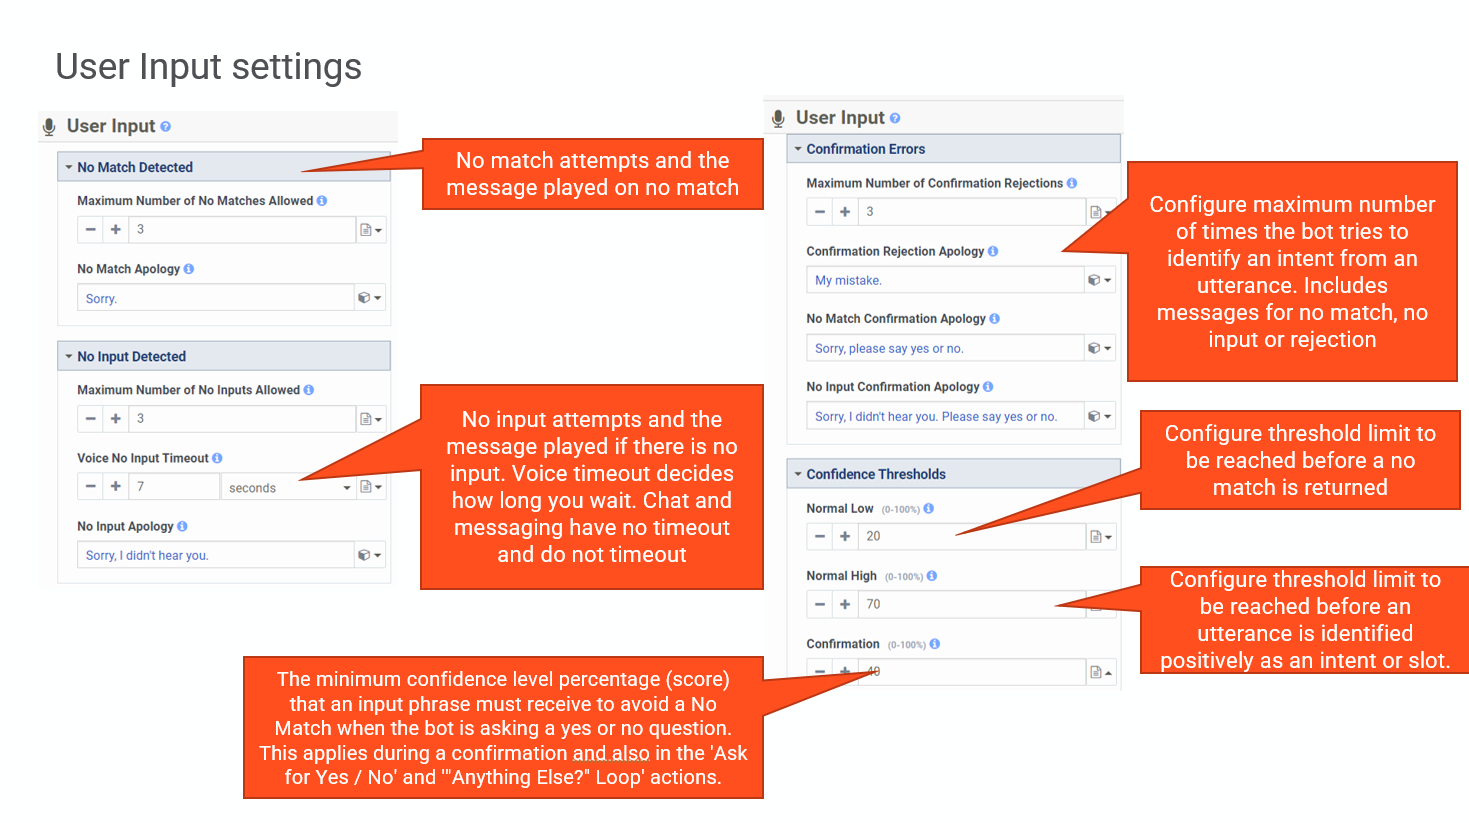 User Input settings
User Input
No Match Detected
Maximum Number of No Matches Allowed
3
No Match Apology
Sorry.
No Input Detected
Maximum Number of No Inputs Allowed
3
Voice No Input Timeout
7
seconds
No Input Apology
Sorry, I didn't hear you.
No match attempts and the
message played on no match
No input attempts and the
message played if there is no
input. Voice timeout decides
how long you wait. Chat and
messaging have no timeout
and do not timeout
User Input
Confirmation Errors
Maximum Number of Confirmation Rejections
3
Confirmation Rejection Apology
My mistake.
No Match Confirmation Apology
Sorry, please say yes or no.
No Input Confirmation Apology
Sorry, I didn't hear you. Please say yes or no.
Confidence Thresholds
Normal Low (0-100%)
20
Normal High (0-100%)
70
Confirmation (0-100%)
40
Configure maximum number
of times the bot tries to
identify an intent from an
utterance. Includes
messages for no match, no
input or rejection
Configure threshold limit to
be reached before a no
match is returned
Configure threshold limit to
be reached before an
utterance is identified
positively as an intent or slot.
The minimum confidence level percentage (score)
that an input phrase must receive to avoid a No
Match when the bot is asking a yes or no question.
This applies during a confirmation and also in the 'Ask
for Yes / No' and '"Anything Else?" Loop' actions.